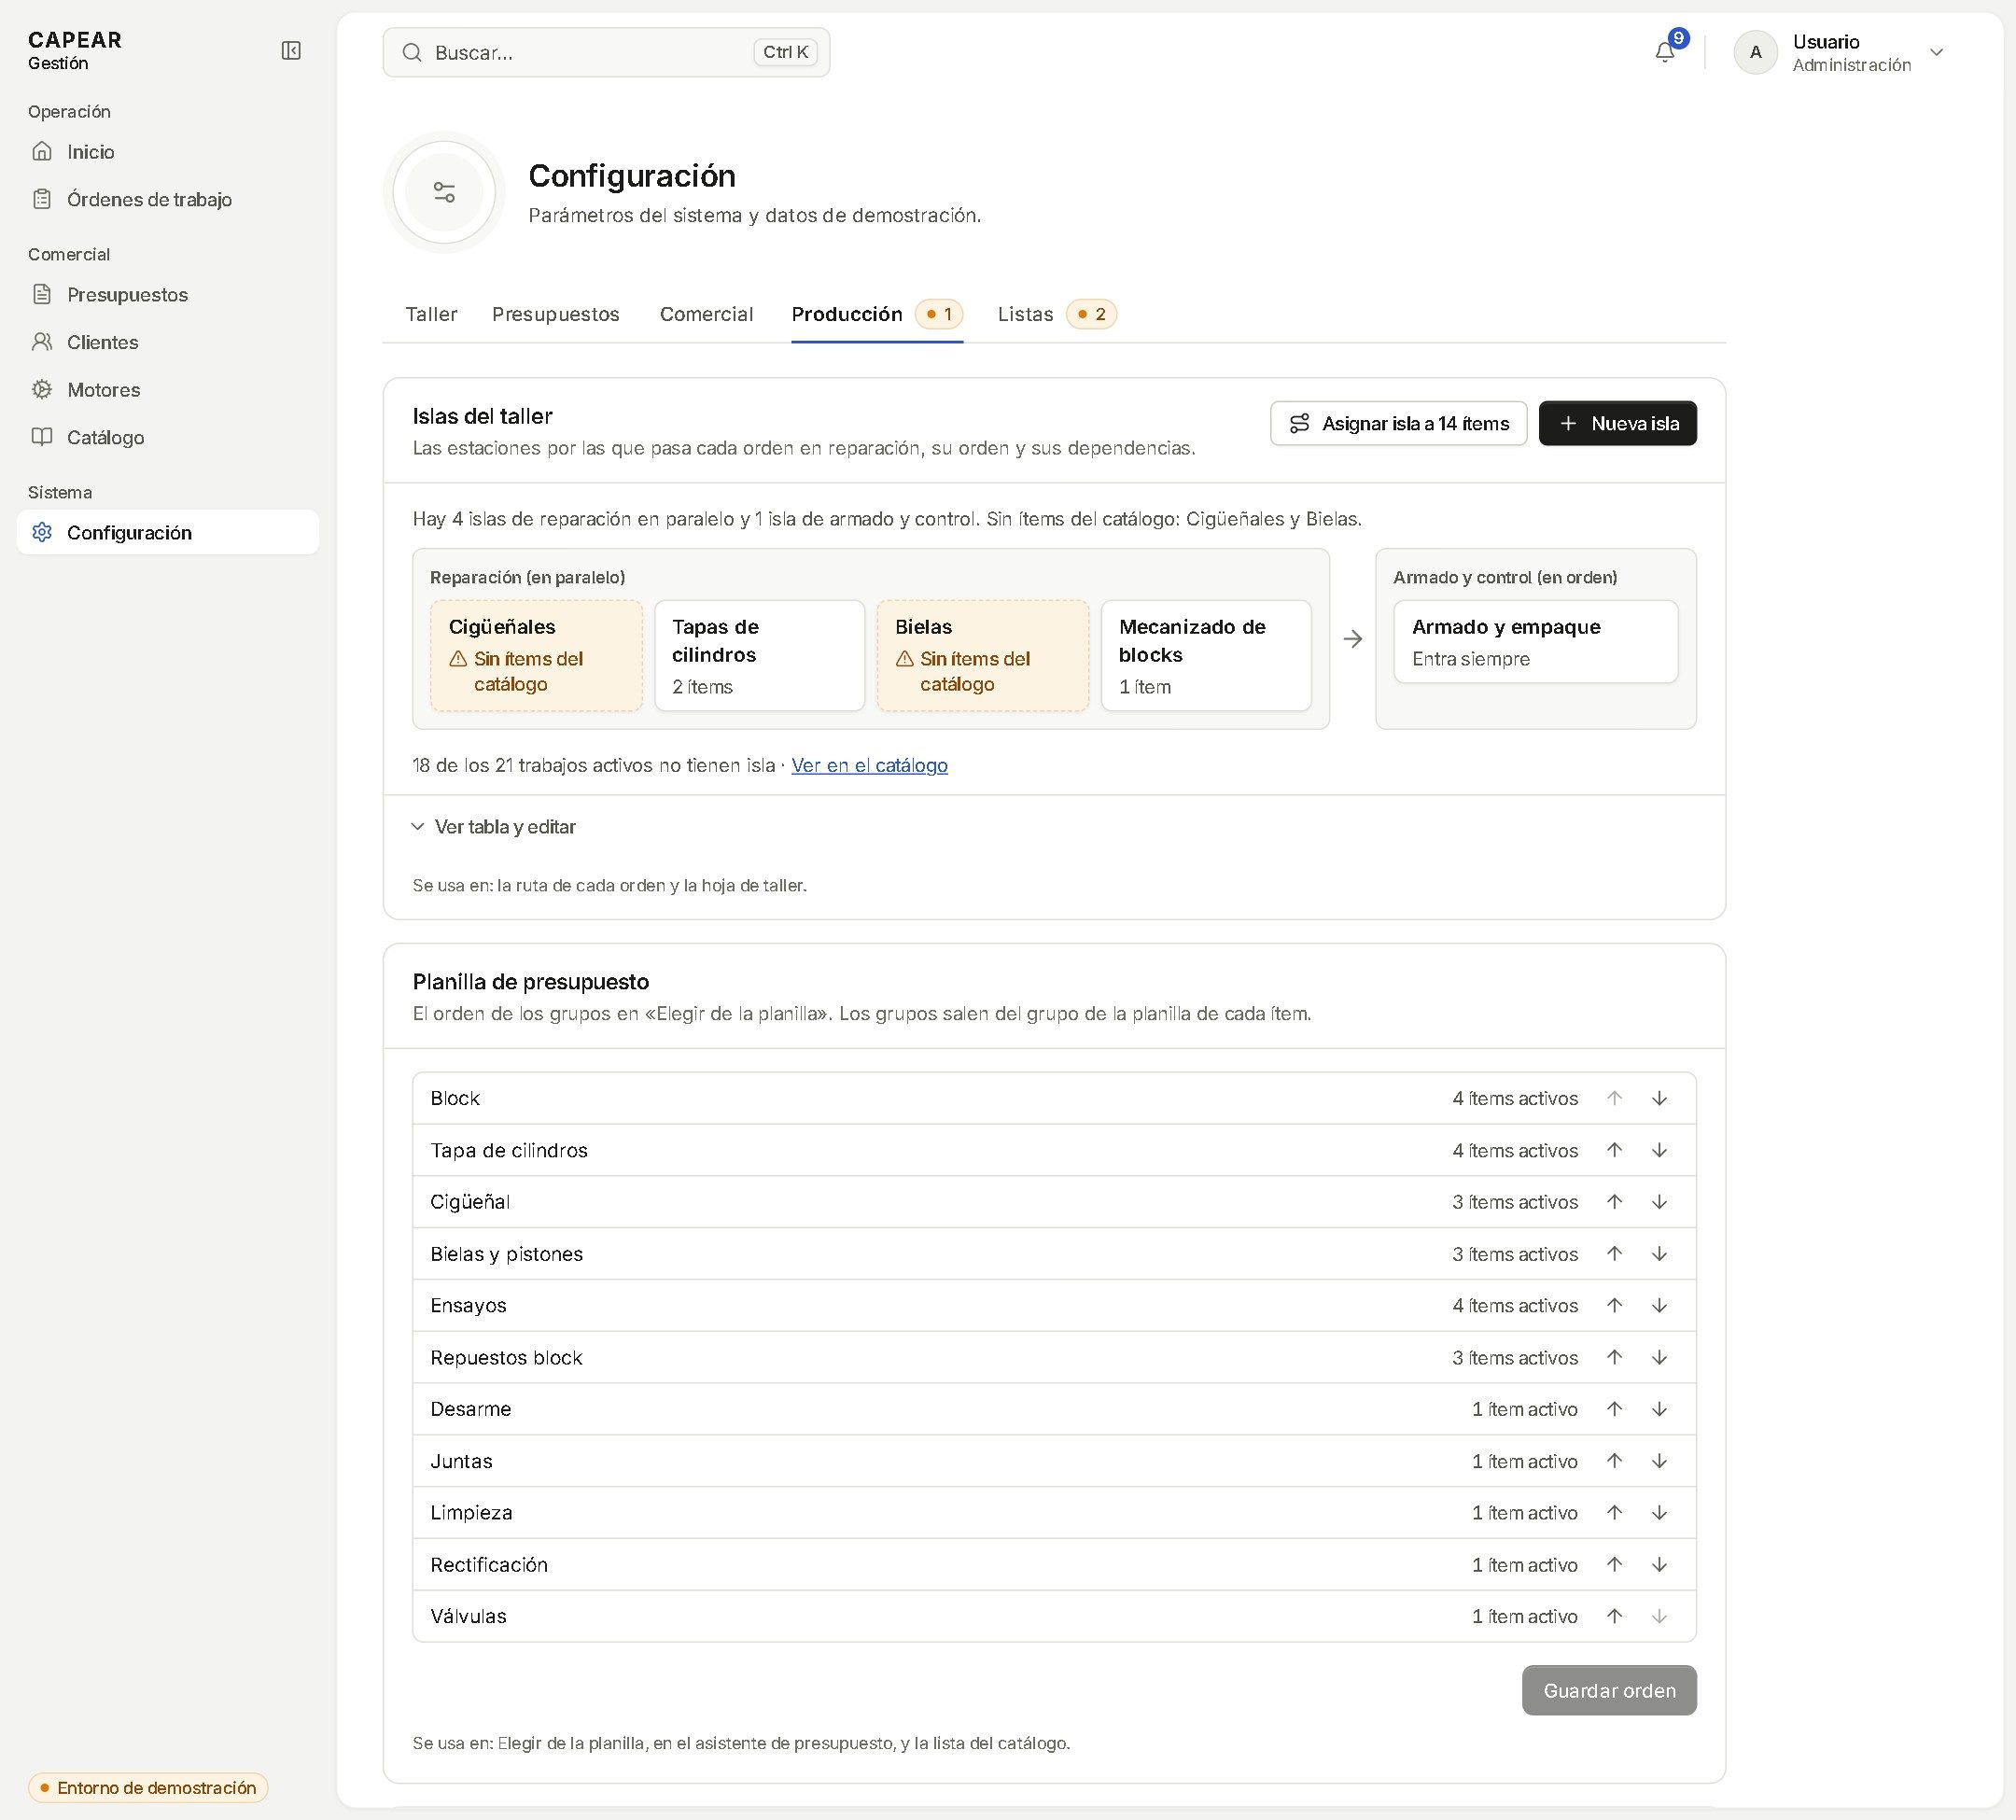 CAPEAR
Gestión
Operación
Inicio
Órdenes de trabajo
Comercial
Presupuestos
Clientes
Motores
Catálogo
Sistema
Configuración
Entorno de demostración
Buscar...
Ctrl K
9
A
Usuario
Administración
Configuración
Parámetros del sistema y datos de demostración.
Taller
Presupuestos
Comercial
Producción
1
Listas
2
Islas del taller
Las estaciones por las que pasa cada orden en reparación, su orden y sus dependencias.
Asignar isla a 14 ítems
Nueva isla
Hay 4 islas de reparación en paralelo y 1 isla de armado y control. Sin ítems del catálogo: Cigüeñales y Bielas.
Reparación (en paralelo)
Cigüeñales
Sin ítems del
catálogo
Tapas de
cilindros
2 ítems
Bielas
Sin ítems del
catálogo
Mecanizado de
blocks
1 ítem
Armado y control (en orden)
Armado y empaque
Entra siempre
18 de los 21 trabajos activos no tienen isla · Ver en el catálogo
Ver tabla y editar
Se usa en: la ruta de cada orden y la hoja de taller.
Planilla de presupuesto
El orden de los grupos en «Elegir de la planilla». Los grupos salen del grupo de la planilla de cada ítem.
Block
4 ítems activos
Tapa de cilindros
4 ítems activos
Cigüeñal
3 ítems activos
Bielas y pistones
3 ítems activos
Ensayos
4 ítems activos
Repuestos block
3 ítems activos
Desarme
1 ítem activo
Juntas
1 ítem activo
Limpieza
1 ítem activo
Rectificación
1 ítem activo
Válvulas
1 ítem activo
Guardar orden
Se usa en: Elegir de la planilla, en el asistente de presupuesto, y la lista del catálogo.